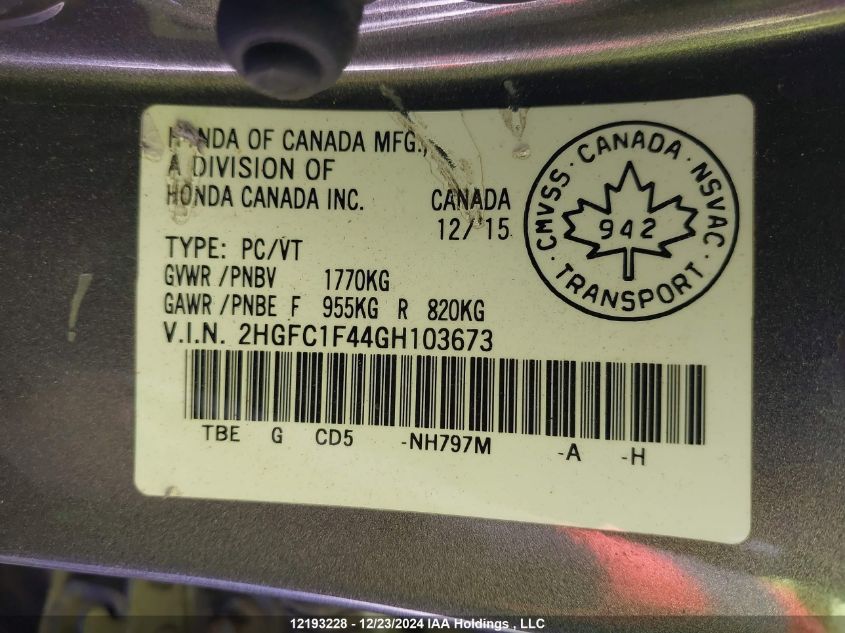 HONDA OF CANADA MFG.,
A DIVISION OF
HONDA CANADA INC. CANADA
12/ 15
TYPE: PC/VT
GVWR /PNBV 1770KG
GAWR /PNBE F 955KG R 820KG
V.I.N. 2HGFC1F44GH103673
TBE G CD5 -NH797M -A -H
CMVSS · CANADA · NSVAC
942
· TRANSPORT ·
12193228 - 12/23/2024 IAA Holdings , LLC